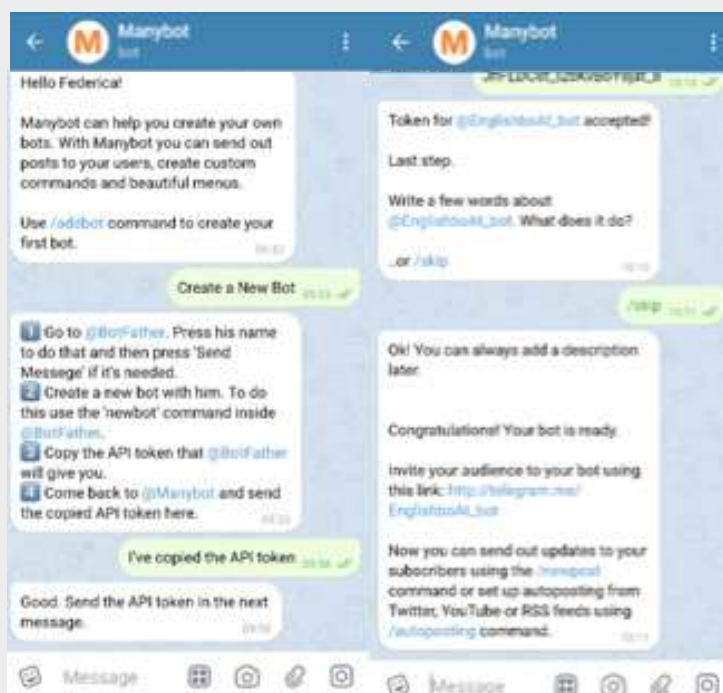 Manybot
bot
Hello Federica!
Manybot can help you create your own
bots. With Manybot you can send out
posts to your users, create custom
commands and beautiful menus.
Use /addbot command to create your
first bot.
Create a New Bot
1 Go to @BotFather. Press his name
to do that and then press 'Send
Messege' if it's needed.
2 Create a new bot with him. To do
this use the 'newbot' command inside
@BotFather.
3 Copy the API token that @BotFather
will give you.
4 Come back to @Manybot and send
the copied API token here.
I've copied the API token
Good. Send the API token in the next
message.
Message
Manybot
bot
Token for @EnglishboAt_bot accepted!
Last step.
Write a few words about
@EnglishboAt_bot. What does it do?
..or /skip
/skip
Ok! You can always add a description
later.
Congratulations! Your bot is ready.
Invite your audience to your bot using
this link: http://telegram.me/
EnglishboAt_bot
Now you can send out updates to your
subscribers using the /newpost
command or set up autoposting from
Twitter, YouTube or RSS feeds using
/autoposting command.
Message